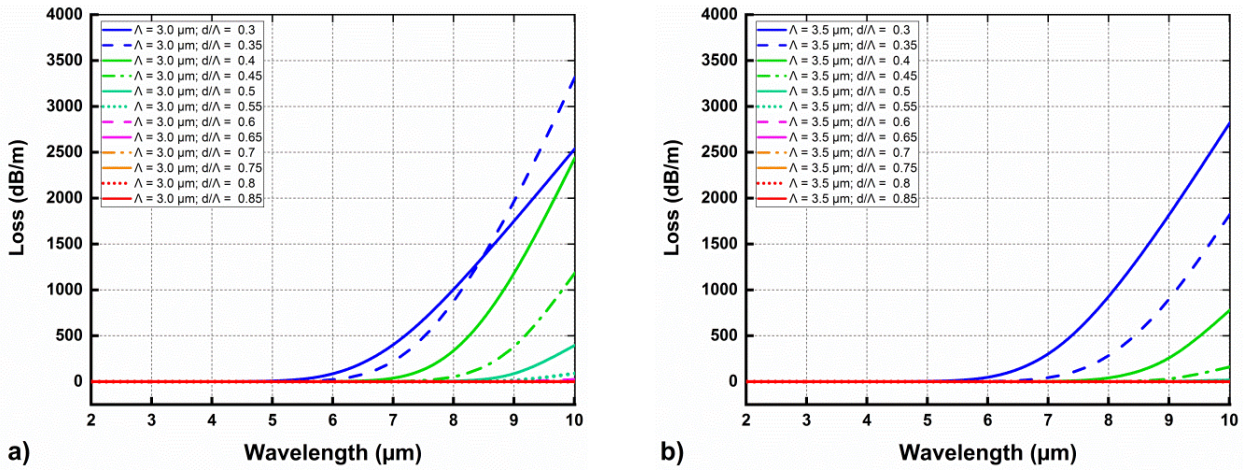 4000
3500
3000
2500
2000
1500
1000
500
0
Loss (dB/m)
Λ = 3.0 µm; d/Λ = 0.3
Λ = 3.0 µm; d/Λ = 0.35
Λ = 3.0 µm; d/Λ = 0.4
Λ = 3.0 µm; d/Λ = 0.45
Λ = 3.0 µm; d/Λ = 0.5
Λ = 3.0 µm; d/Λ = 0.55
Λ = 3.0 µm; d/Λ = 0.6
Λ = 3.0 µm; d/Λ = 0.65
Λ = 3.0 µm; d/Λ = 0.7
Λ = 3.0 µm; d/Λ = 0.75
Λ = 3.0 µm; d/Λ = 0.8
Λ = 3.0 µm; d/Λ = 0.85
2 3 4 5 6 7 8 9 10
Wavelength (µm)
a)
4000
3500
3000
2500
2000
1500
1000
500
0
Loss (dB/m)
Λ = 3.5 µm; d/Λ = 0.3
Λ = 3.5 µm; d/Λ = 0.35
Λ = 3.5 µm; d/Λ = 0.4
Λ = 3.5 µm; d/Λ = 0.45
Λ = 3.5 µm; d/Λ = 0.5
Λ = 3.5 µm; d/Λ = 0.55
Λ = 3.5 µm; d/Λ = 0.6
Λ = 3.5 µm; d/Λ = 0.65
Λ = 3.5 µm; d/Λ = 0.7
Λ = 3.5 µm; d/Λ = 0.75
Λ = 3.5 µm; d/Λ = 0.8
Λ = 3.5 µm; d/Λ = 0.85
2 3 4 5 6 7 8 9 10
Wavelength (µm)
b)